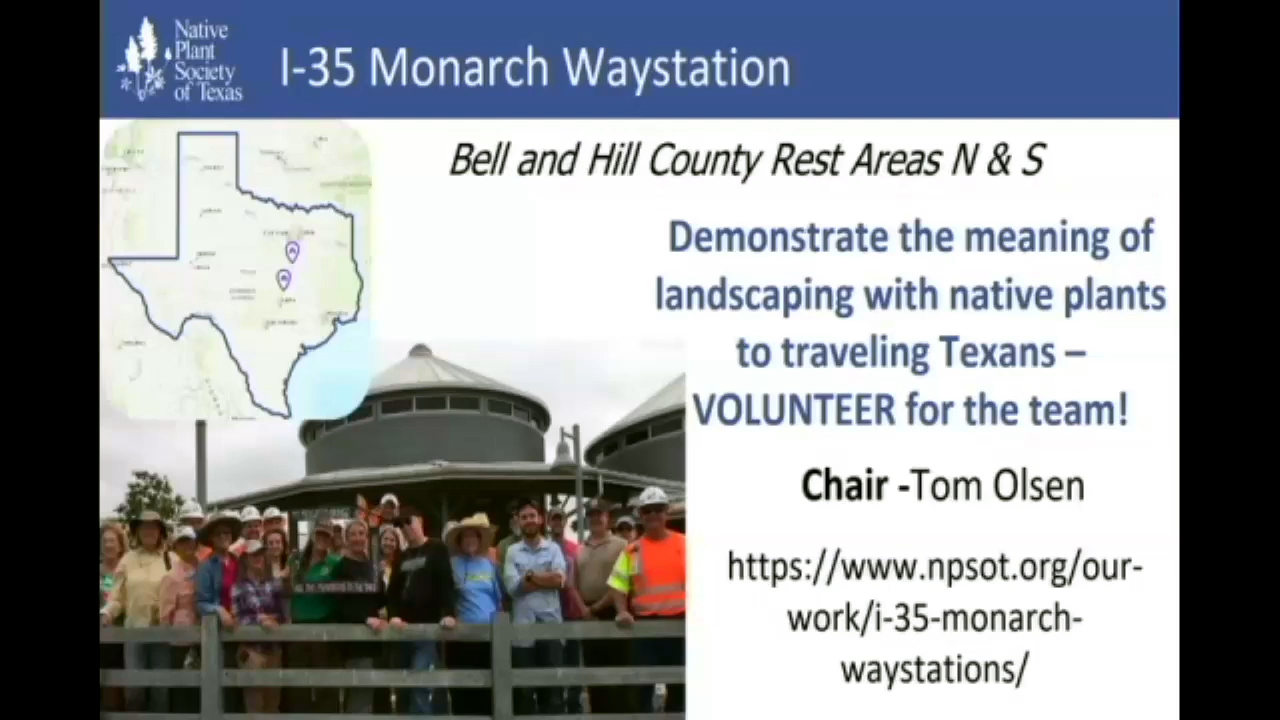 Native
Plant
Society
of Texas
I-35 Monarch Waystation
Bell and Hill County Rest Areas N & S
Demonstrate the meaning of
landscaping with native plants
to traveling Texans –
VOLUNTEER for the team!
Chair -Tom Olsen
https://www.npsot.org/our-
work/i-35-monarch-
waystations/